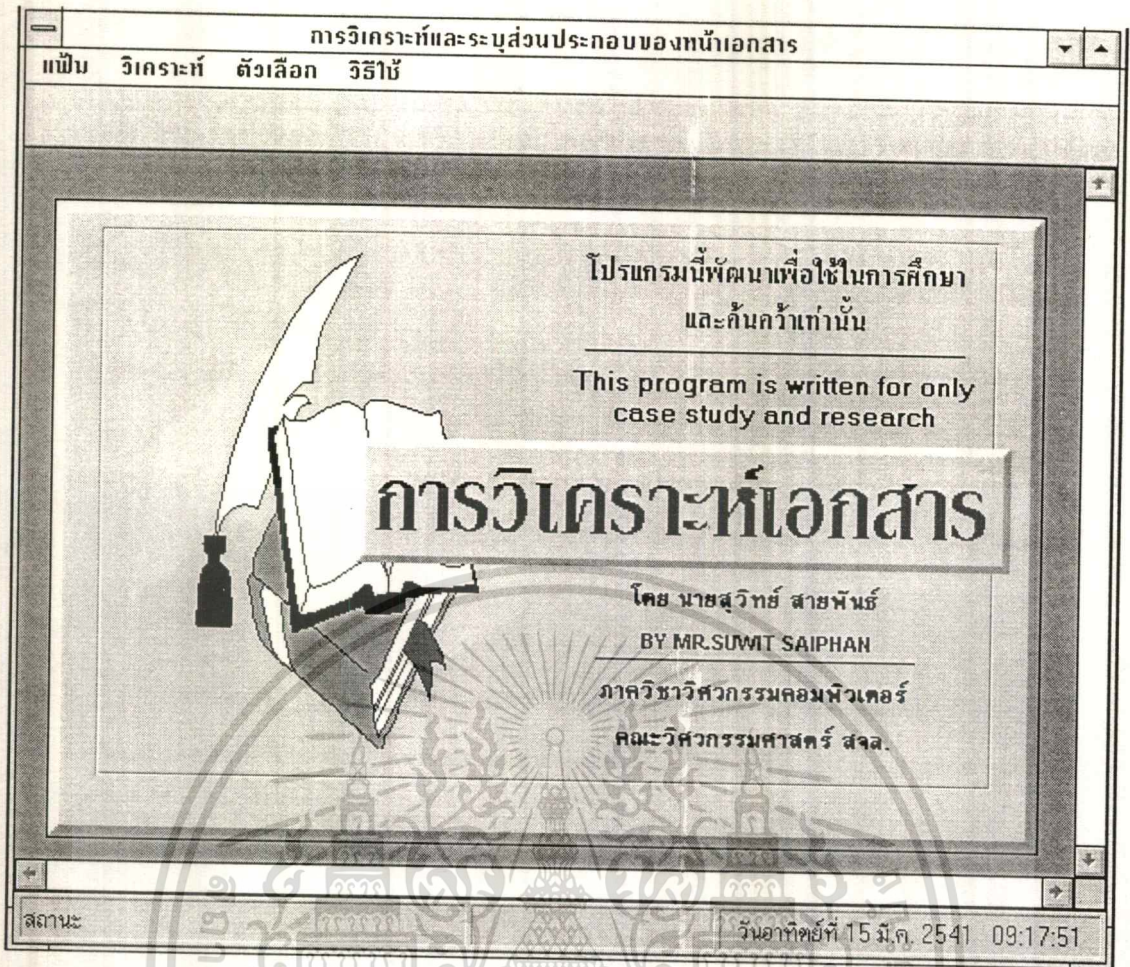 การวิเคราะห์และระบุส่วนประกอบของหน้าเอกสาร
แฟ้ม วิเคราะห์ ตัวเลือก วิธีใช้
โปรแกรมนี้พัฒนาเพื่อใช้ในการศึกษา
และค้นคว้าเท่านั้น
This program is written for only
case study and research
การวิเคราะห์เอกสาร
โดย นายสุวิทย์ สายพันธ์
BY MR.SUWIT SAIPHAN
ภาควิชาวิศวกรรมคอมพิวเตอร์
คณะวิศวกรรมศาสตร์ สจล.
สถานะ วันอาทิตย์ที่ 15 มี.ค. 2541 09:17:51